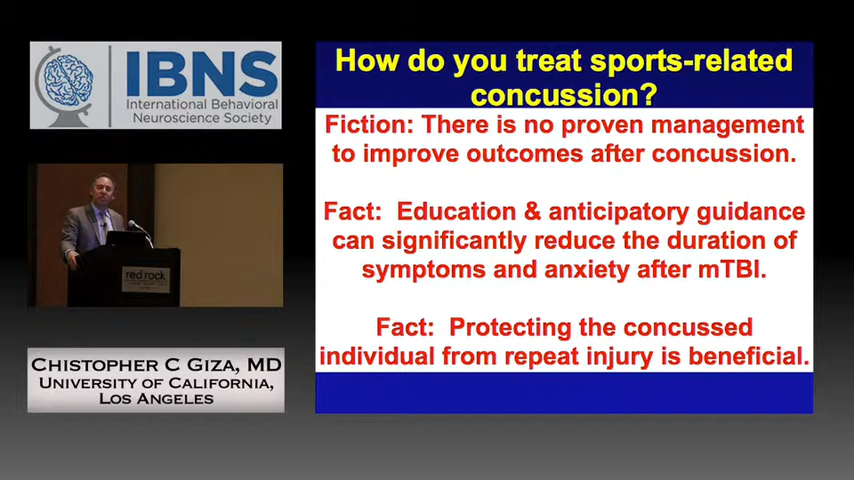 IBNS
International Behavioral
Neuroscience Society
red rock
CHISTOPHER C GIZA, MD
UNIVERSITY OF CALIFORNIA,
LOS ANGELES
How do you treat sports-related
concussion?
Fiction: There is no proven management
to improve outcomes after concussion.
Fact: Education & anticipatory guidance
can significantly reduce the duration of
symptoms and anxiety after mTBI.
Fact: Protecting the concussed
individual from repeat injury is beneficial.